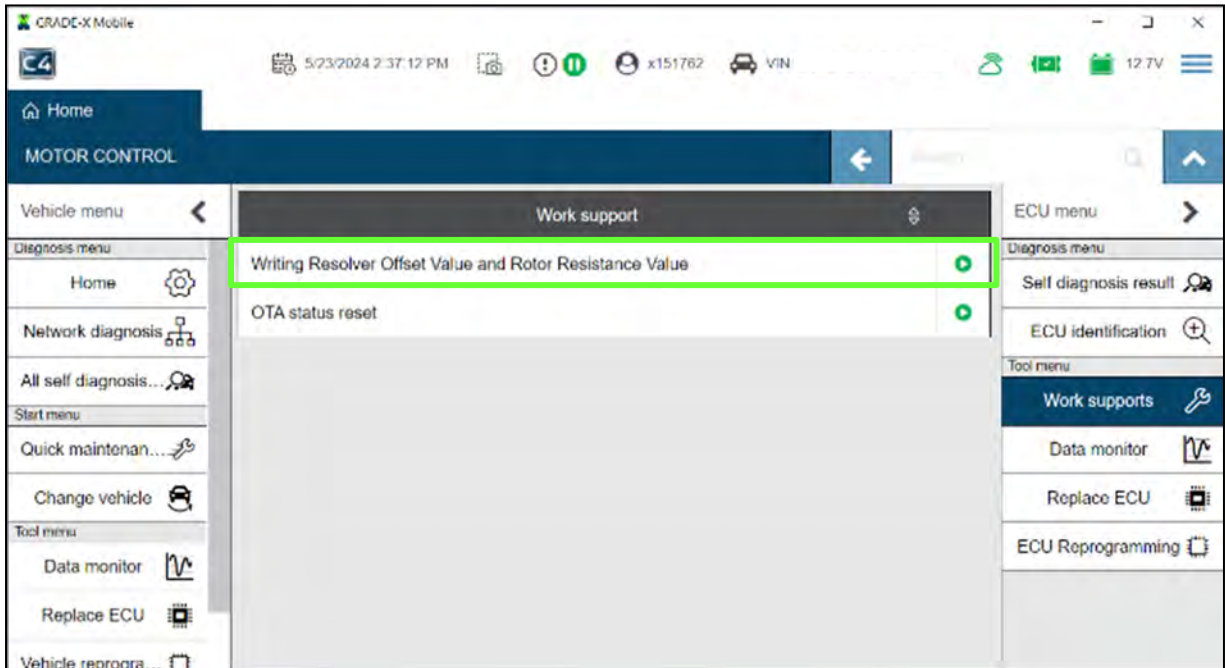 CRADE-X Mobile
C4
5/23/2024 2:37:12 PM
x151762
VIN
12.7V
Home
MOTOR CONTROL
Vehicle menu
Diagnosis menu
Home
Network diagnosis
All self diagnosis...
Start menu
Quick maintenan...
Change vehicle
Tool menu
Data monitor
Replace ECU
Vehicle reprogra...
Work support
Writing Resolver Offset Value and Rotor Resistance Value
OTA status reset
ECU menu
Diagnosis menu
Self diagnosis result
ECU identification
Tool menu
Work supports
Data monitor
Replace ECU
ECU Reprogramming